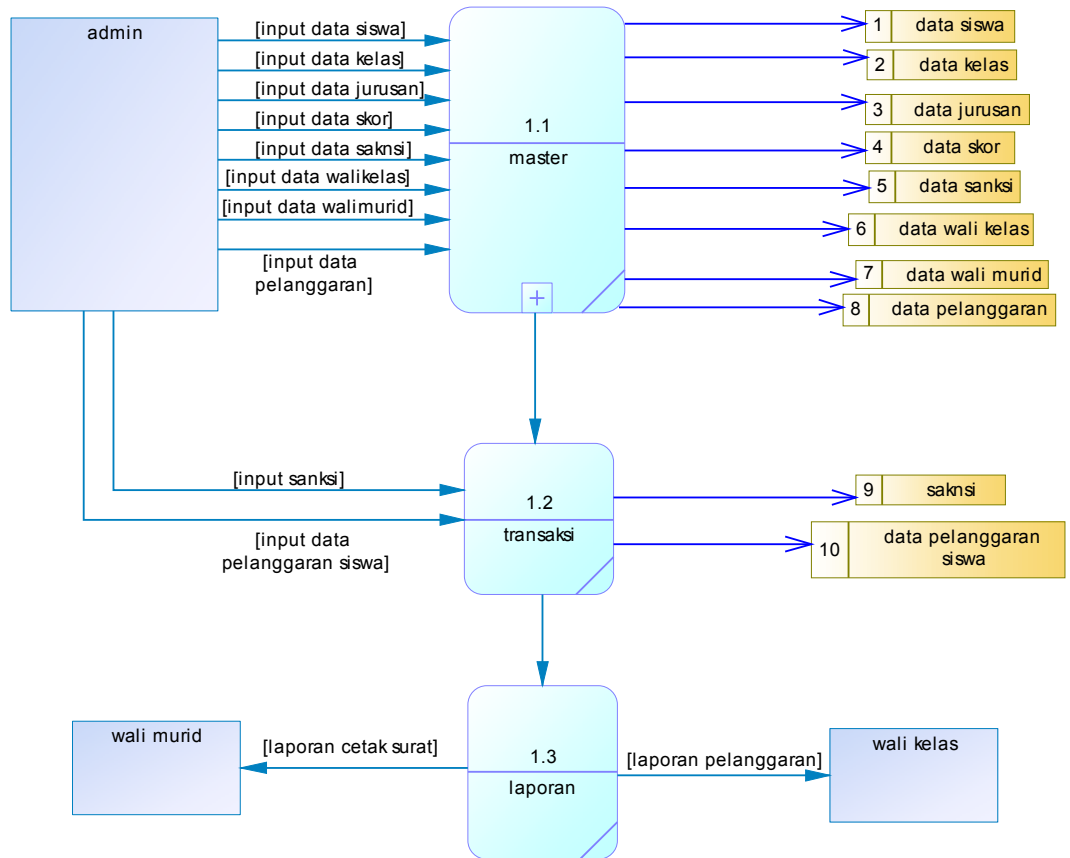 admin
[input data siswa]
[input data kelas]
[input data jurusan]
[input data skor]
[input data saknsi]
[input data walikelas]
[input data walimurid]
[input data
pelanggaran]
1.1
master
1 data siswa
2 data kelas
3 data jurusan
4 data skor
5 data sanksi
6 data wali kelas
7 data wali murid
8 data pelanggaran
[input sanksi]
[input data
pelanggaran siswa]
1.2
transaksi
9 saknsi
10 data pelanggaran
siswa
wali murid
[laporan cetak surat]
1.3
laporan
[laporan pelanggaran]
wali kelas